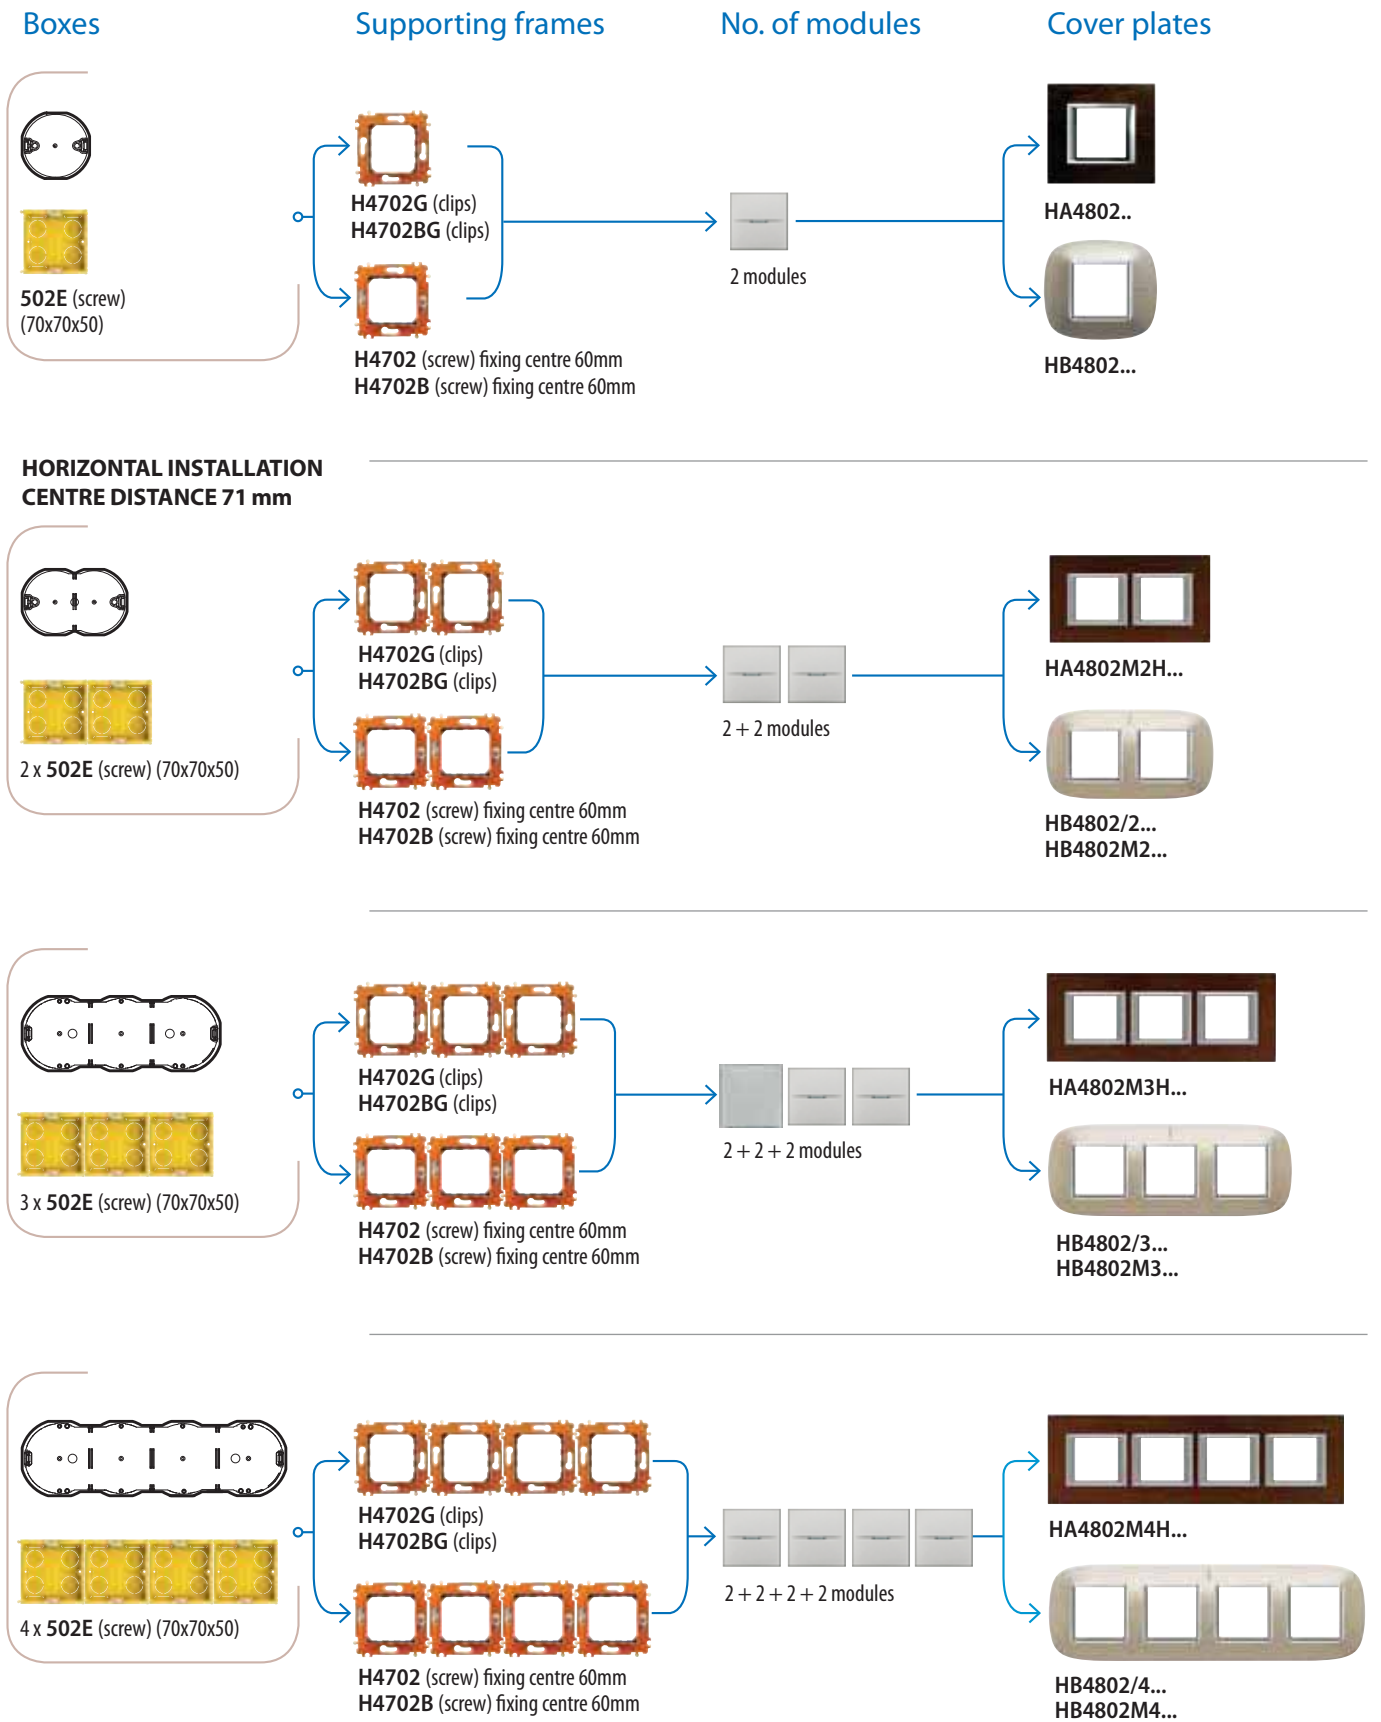 Boxes
Supporting frames
No. of modules
Cover plates
H4702G (clips)
H4702BG (clips)
502E (screw)
(70x70x50)
H4702 (screw) fixing centre 60mm
H4702B (screw) fixing centre 60mm
2 modules
HA4802..
HB4802...
HORIZONTAL INSTALLATION
CENTRE DISTANCE 71 mm
H4702G (clips)
H4702BG (clips)
2 x 502E (screw) (70x70x50)
H4702 (screw) fixing centre 60mm
H4702B (screw) fixing centre 60mm
2 + 2 modules
HA4802M2H...
HB4802/2...
HB4802M2...
H4702G (clips)
H4702BG (clips)
3 x 502E (screw) (70x70x50)
H4702 (screw) fixing centre 60mm
H4702B (screw) fixing centre 60mm
2 + 2 + 2 modules
HA4802M3H...
HB4802/3...
HB4802M3...
H4702G (clips)
H4702BG (clips)
4 x 502E (screw) (70x70x50)
H4702 (screw) fixing centre 60mm
H4702B (screw) fixing centre 60mm
2 + 2 + 2 + 2 modules
HA4802M4H...
HB4802/4...
HB4802M4...